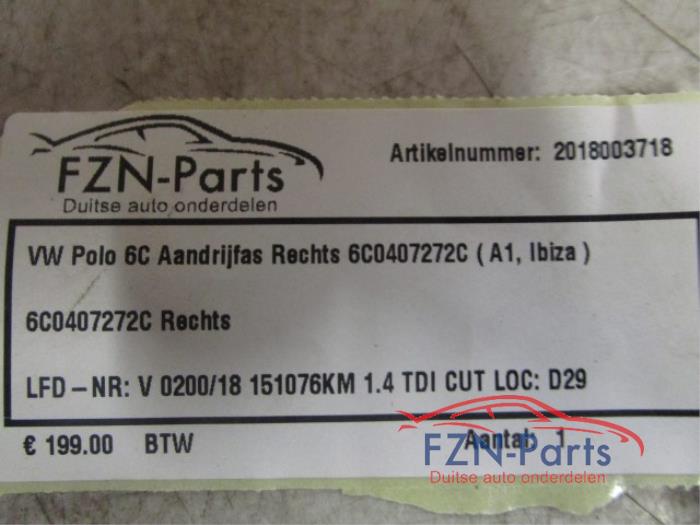 FZN-Parts
Duitse auto onderdelen
Artikelnummer: 2018003718
VW Polo 6C Aandrijfas Rechts 6C0407272C ( A1, Ibiza )
6C0407272C Rechts
LFD-NR: V 0200/18 151076KM 1.4 TDI CUT LOC: D29
€ 199.00 BTW Aantal: 1
FZN-Parts
Duitse auto onderdelen